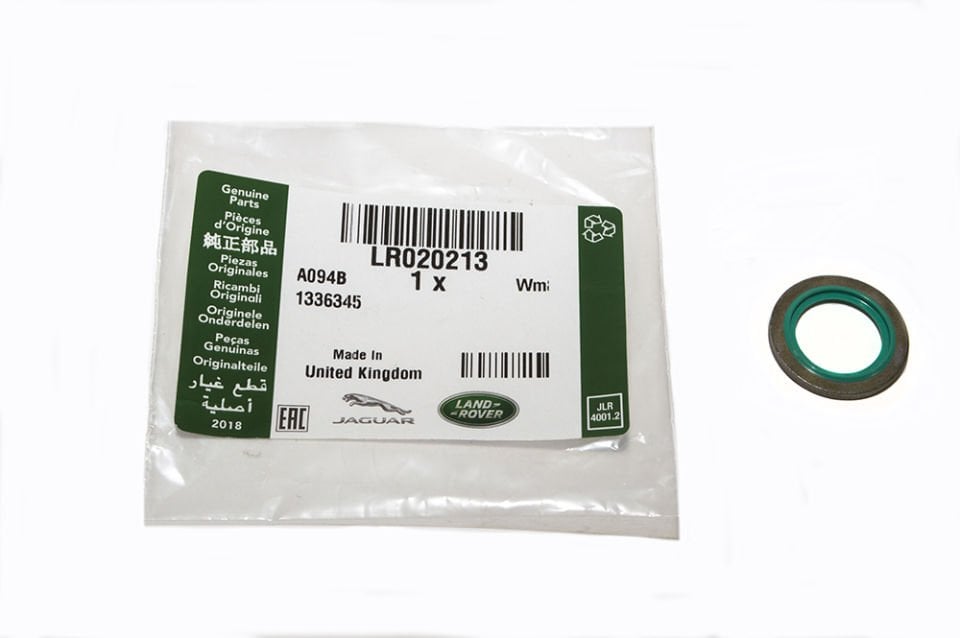 Genuine
Parts
Pièces
d'Origine
純正部品
Piezas
Originales
Ricambi
Originali
Originele
Onderdelen
Peças
Genuinas
Originalteile
قطع غيار
أصلية
2018
LR020213
A094B
1 x
1336345
Made In
United Kingdom
EAC
JAGUAR
LAND-
-ROVER
JLR
4001.2